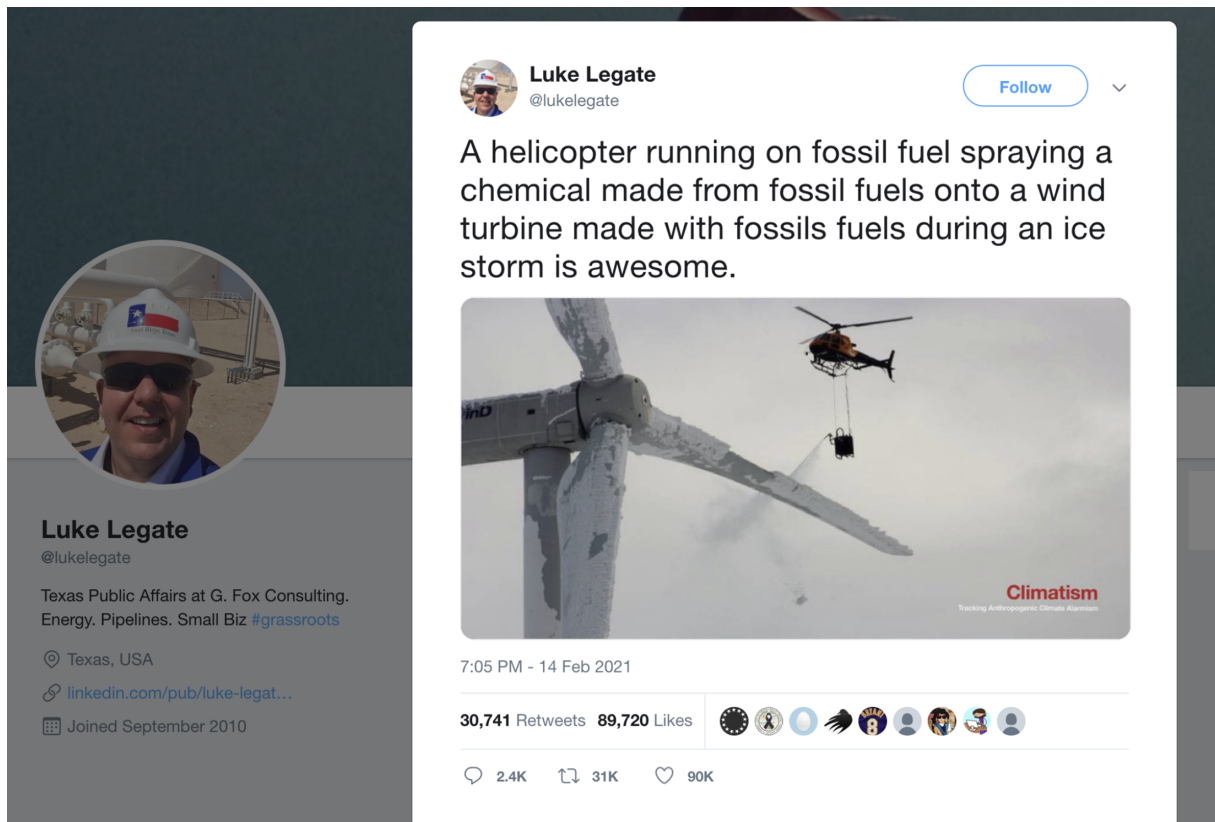 Luke Legate
@lukelegate
Follow
A helicopter running on fossil fuel spraying a
chemical made from fossil fuels onto a wind
turbine made with fossils fuels during an ice
storm is awesome.
inD
Climatism
Tracking Anthropogenic Climate Alarmism
7:05 PM - 14 Feb 2021
30,741 Retweets 89,720 Likes
BRYANT
8
2.4K 31K 90K
Luke Legate
@lukelegate
Texas Public Affairs at G. Fox Consulting.
Energy. Pipelines. Small Biz #grassroots
Texas, USA
linkedin.com/pub/luke-legat…
Joined September 2010